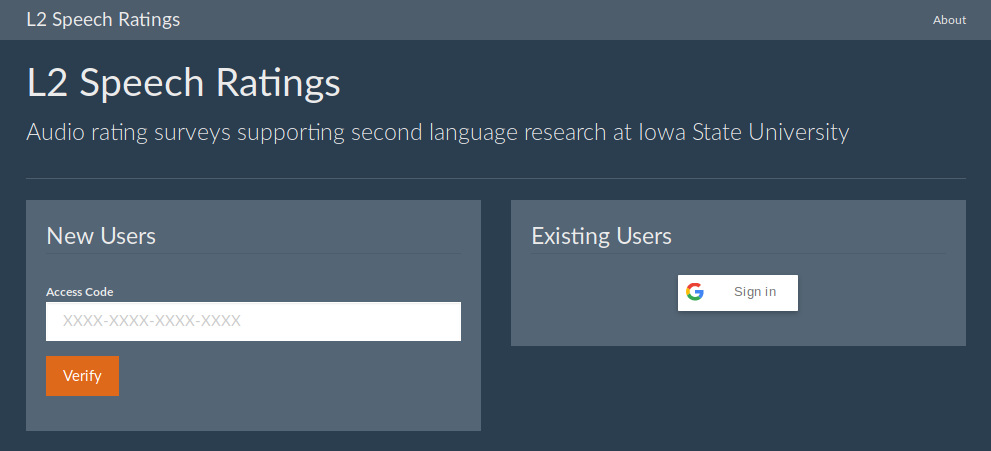 L2 Speech Ratings
About
L2 Speech Ratings
Audio rating surveys supporting second language research at Iowa State University
New Users
Access Code
XXXX-XXXX-XXXX-XXXX
Verify
Existing Users
Sign in